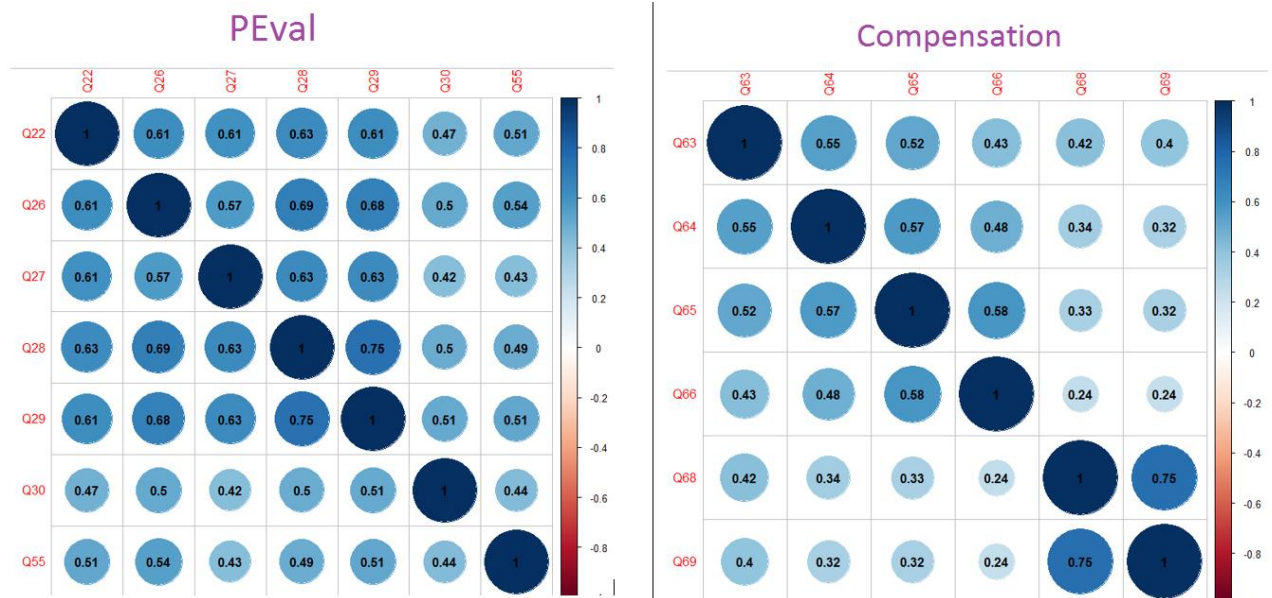 PEval
Q22 Q26 Q27 Q28 Q29 Q30 Q55
Q22 1 0.61 0.61 0.63 0.61 0.47 0.51
Q26 0.61 1 0.57 0.69 0.68 0.5 0.54
Q27 0.61 0.57 1 0.63 0.63 0.42 0.43
Q28 0.63 0.69 0.63 1 0.75 0.5 0.49
Q29 0.61 0.68 0.63 0.75 1 0.51 0.51
Q30 0.47 0.5 0.42 0.5 0.51 1 0.44
Q55 0.51 0.54 0.43 0.49 0.51 0.44 1
1
0.8
0.6
0.4
0.2
0
-0.2
-0.4
-0.6
-0.8
Compensation
Q63 Q64 Q65 Q66 Q68 Q69
Q63 1 0.55 0.52 0.43 0.42 0.4
Q64 0.55 1 0.57 0.48 0.34 0.32
Q65 0.52 0.57 1 0.58 0.33 0.32
Q66 0.43 0.48 0.58 1 0.24 0.24
Q68 0.42 0.34 0.33 0.24 1 0.75
Q69 0.4 0.32 0.32 0.24 0.75 1
1
0.8
0.6
0.4
0.2
0
-0.2
-0.4
-0.6
-0.8